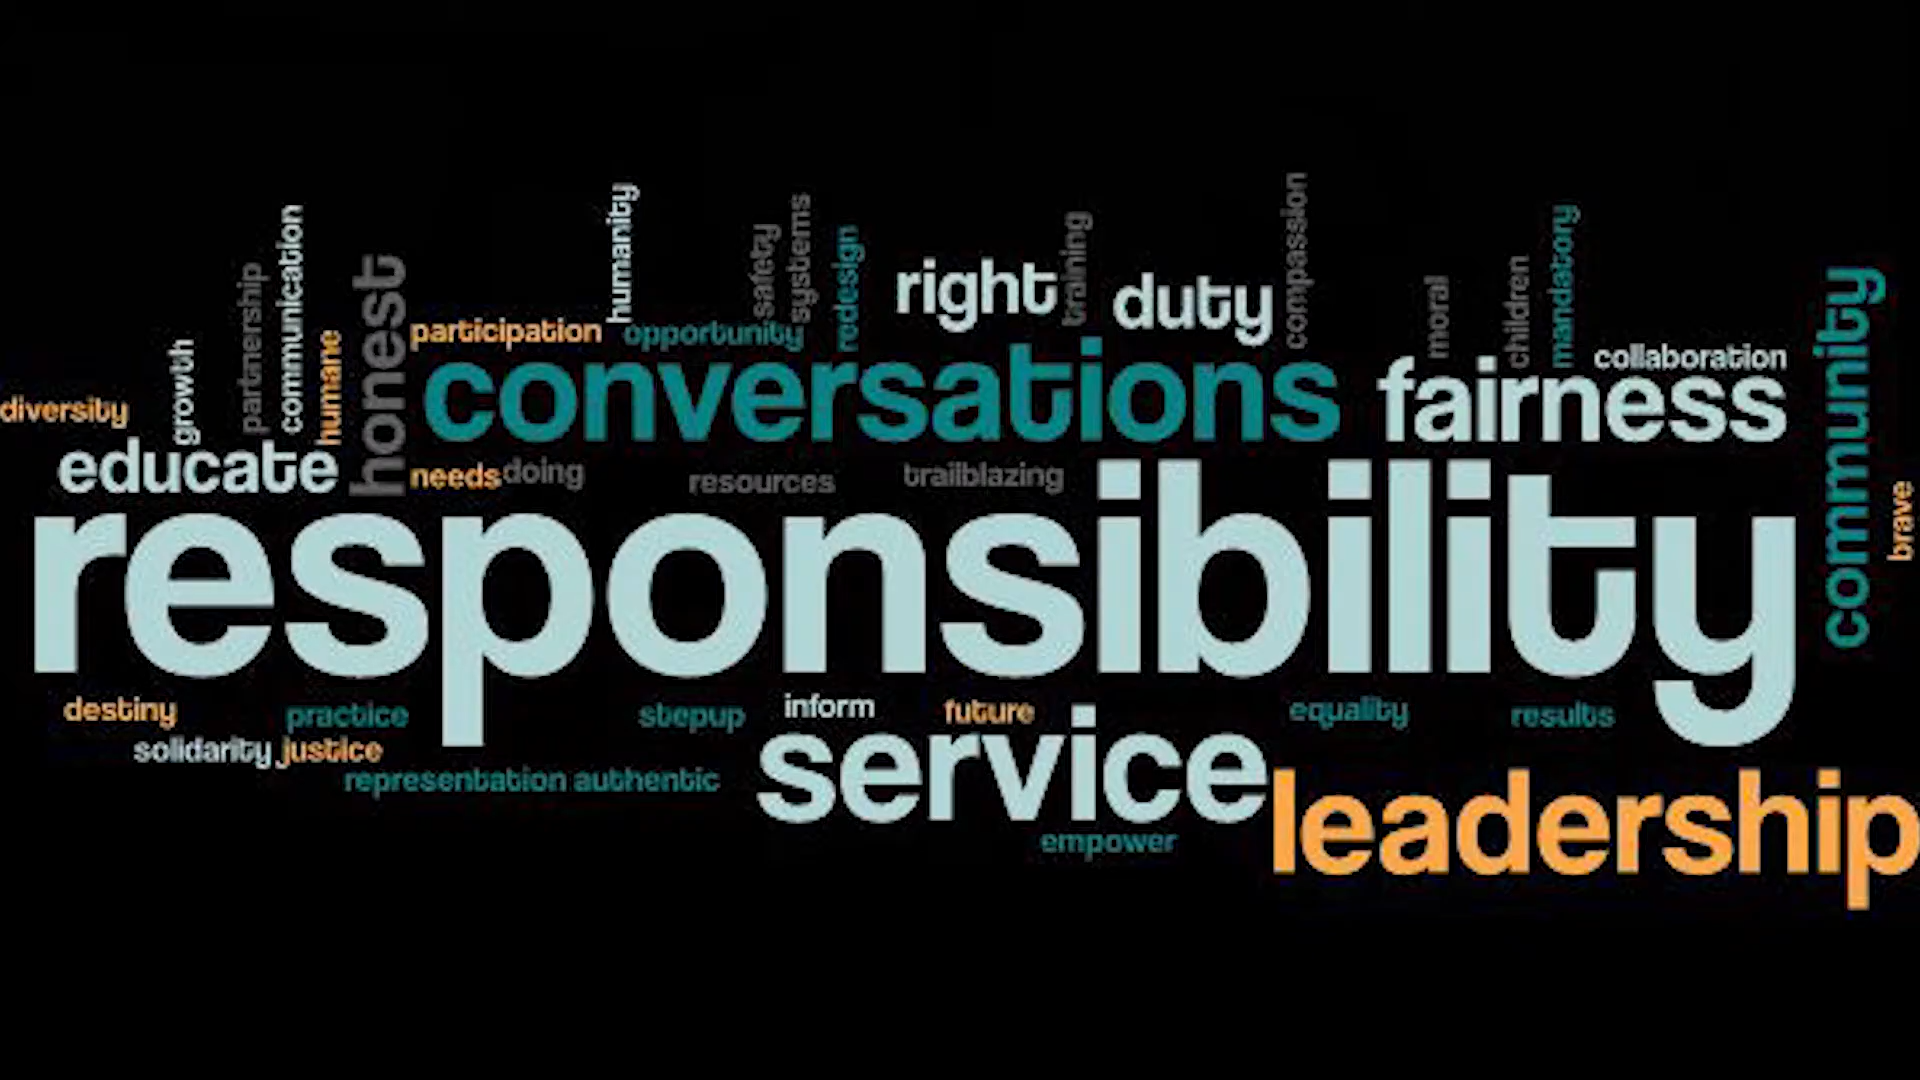 humanity
compassion
systems
safety
redesign
training
communication
mandatory
partnership
honest
right
duty
moral
children
community
growth
humane
participation
opportunity
collaboration
diversity
conversations
fairness
educate
needs
doing
resources
trailblazing
brave
responsibility
destiny
practice
stepup
inform
future
equality
results
solidarity
justice
representation
authentic
service
leadership
empower